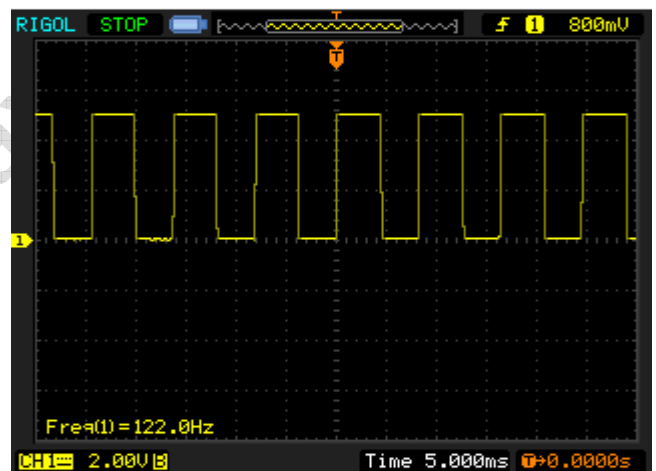 RIGOL STOP T f 1 800mV
T
1
Freq(1)=122.0Hz
CH1 2.00V B Time 5.000ms T→0.0000s